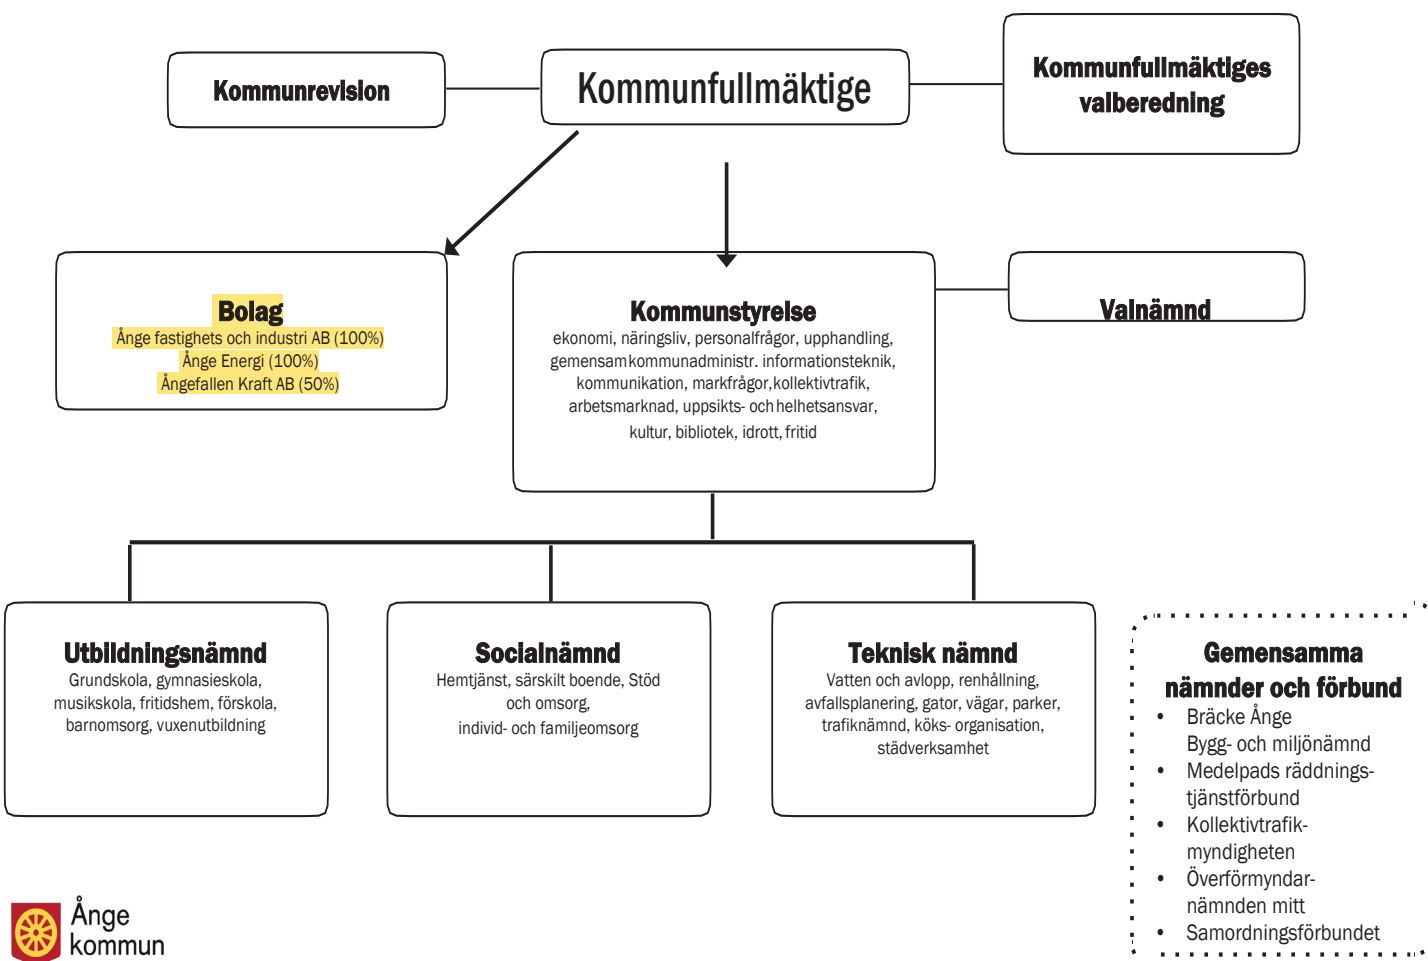 Kommunrevision
Kommunfullmäktige
Kommunfullmäktiges
valberedning
Bolag
Ånge fastighets och industri AB (100%)
Ånge Energi (100%)
Ångefallen Kraft AB (50%)
Kommunstyrelse
ekonomi, näringsliv, personalfrågor, upphandling,
gemensam kommunadministr. informationsteknik,
kommunikation, markfrågor, kollektivtrafik,
arbetsmarknad, uppsikts- och helhetsansvar,
kultur, bibliotek, idrott, fritid
Valnämnd
Utbildningsnämnd
Grundskola, gymnasieskola,
musikskola, fritidshem, förskola,
barnomsorg, vuxenutbildning
Socialnämnd
Hemtjänst, särskilt boende, Stöd
och omsorg,
individ- och familjeomsorg
Teknisk nämnd
Vatten och avlopp, renhållning,
avfallsplanering, gator, vägar, parker,
trafiknämnd, köks- organisation,
städverksamhet
Gemensamma
nämnder och förbund
• Bräcke Ånge
Bygg- och miljönämnd
• Medelpads räddnings-
tjänstförbund
• Kollektivtrafik-
myndigheten
• Överförmyndar-
nämnden mitt
• Samordningsförbundet
Ånge
kommun